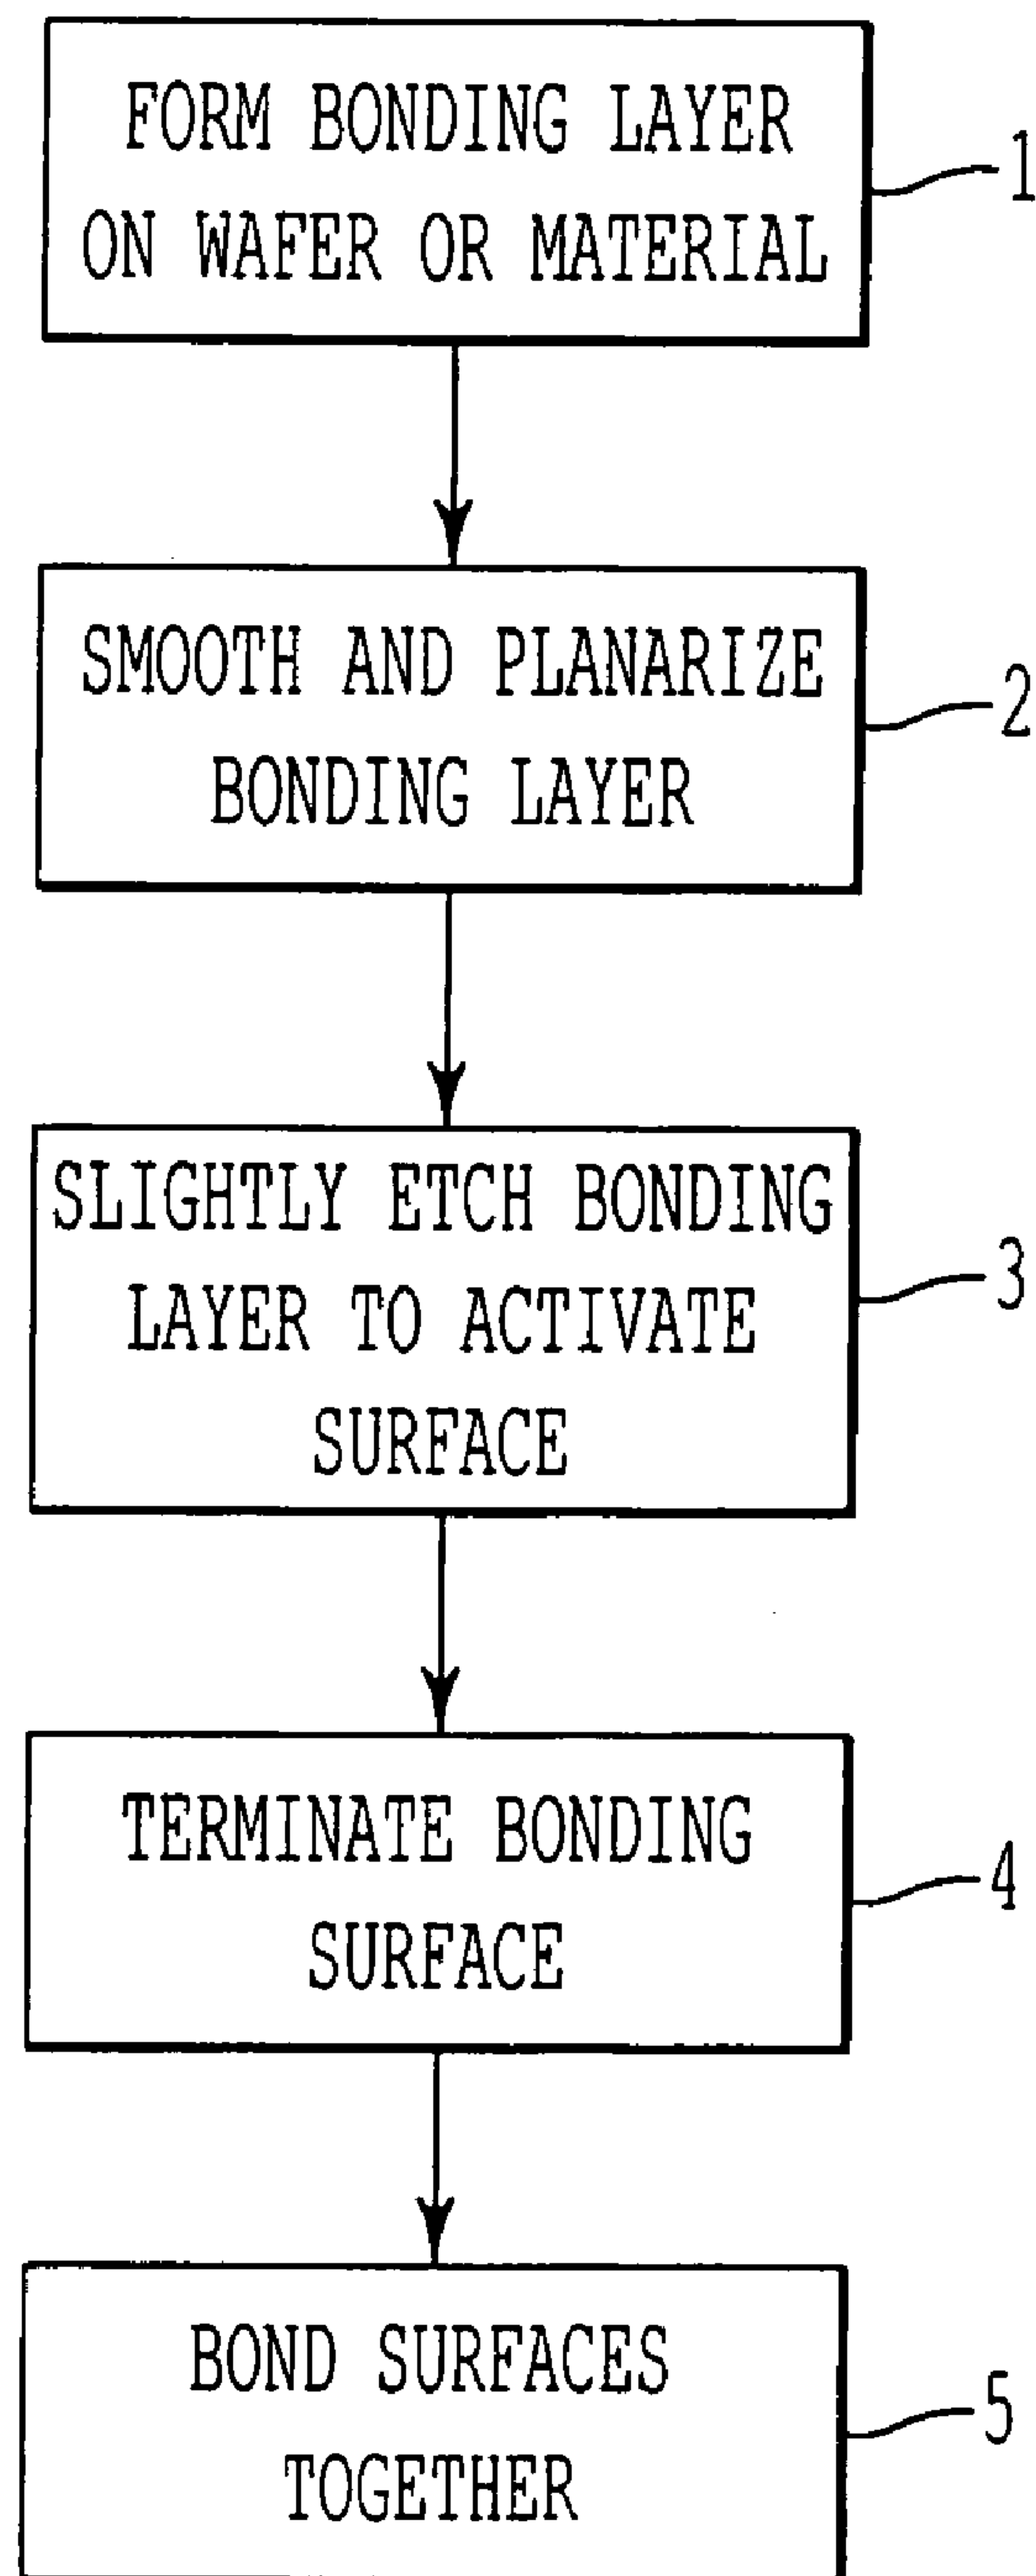 FORM BONDING LAYER
ON WAFER OR MATERIAL
1
SMOOTH AND PLANARIZE
BONDING LAYER
2
SLIGHTLY ETCH BONDING
LAYER TO ACTIVATE
SURFACE
3
TERMINATE BONDING
SURFACE
4
BOND SURFACES
TOGETHER
5